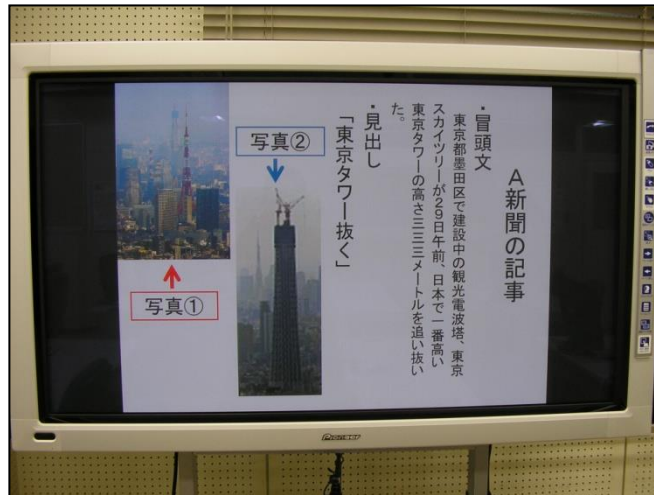 A新聞の記事
・冒頭文
東京都墨田区で建設中の観光電波塔、東京
スカイツリーが29日午前、日本で一番高い
東京タワーの高さ三三三メートルを追い抜い
た。
・見出し
「東京タワー抜く」
写真②
写真①
Pioneer